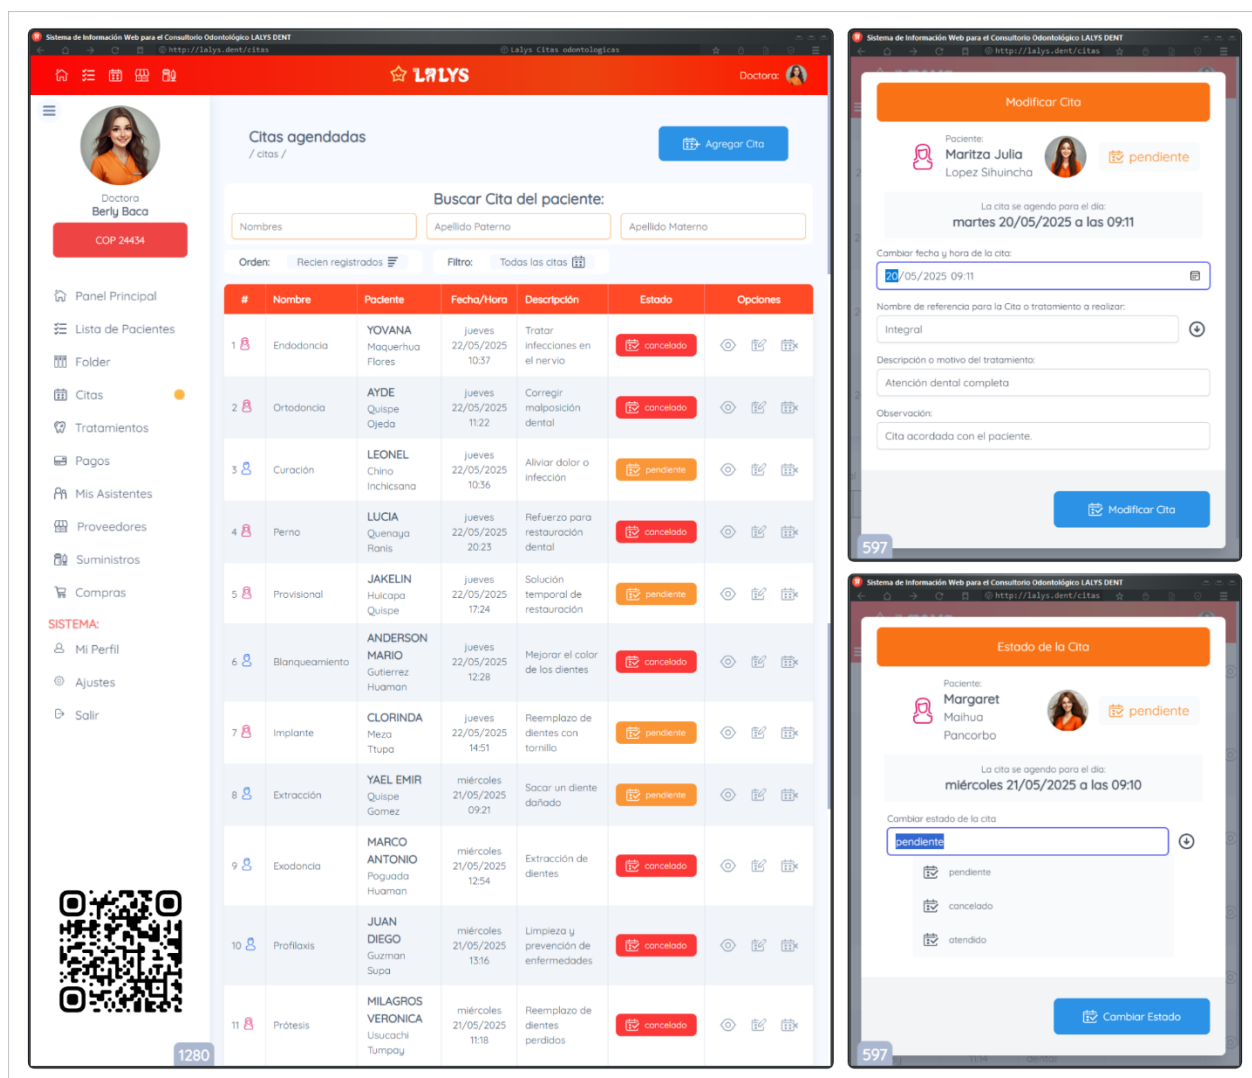 Sistema de Información Web para el Consultorio Odontológico LALYS DENT
http://lalys.dent/citas
Lalys Citas odontologicas
LALYS
Doctora:
Doctora
Berly Baca
COP 24434
Panel Principal
Lista de Pacientes
Folder
Citas
Tratamientos
Pagos
Mis Asistentes
Proveedores
Suministros
Compras
SISTEMA:
Mi Perfil
Ajustes
Salir
1280
Citas agendadas
/ citas /
Agregar Cita
Buscar Cita del paciente:
Nombres
Apellido Paterno
Apellido Materno
Orden: Recien registrados
Filtro: Todas las citas
# Nombre Paciente Fecha/Hora Descripción Estado Opciones
1 Endodoncia YOVANA Maquerhua Flores jueves 22/05/2025 10:37 Tratar infecciones en el nervio cancelado
2 Ortodoncia AYDE Quispe Ojeda jueves 22/05/2025 11:22 Corregir malposición dental cancelado
3 Curación LEONEL Chino Inchicsana jueves 22/05/2025 10:36 Aliviar dolor o infección pendiente
4 Perno LUCIA Quenaya Ranis jueves 22/05/2025 20:23 Refuerzo para restauración dental cancelado
5 Provisional JAKELIN Huicapa Quispe jueves 22/05/2025 17:24 Solución temporal de restauración pendiente
6 Blanqueamiento ANDERSON MARIO Gutierrez Huaman jueves 22/05/2025 12:28 Mejorar el color de los dientes cancelado
7 Implante CLORINDA Meza Ttupa jueves 22/05/2025 14:51 Reemplazo de dientes con tornillo pendiente
8 Extracción YAEL EMIR Quispe Gomez miércoles 21/05/2025 09:21 Sacar un diente dañado pendiente
9 Exodoncia MARCO ANTONIO Poguada Huaman miércoles 21/05/2025 12:54 Extracción de dientes cancelado
10 Profilaxis JUAN DIEGO Guzman Supa miércoles 21/05/2025 13:16 Limpieza y prevención de enfermedades cancelado
11 Prótesis MILAGROS VERONICA Usucachi Tumpay miércoles 21/05/2025 11:18 Reemplazo de dientes perdidos cancelado
Sistema de Información Web para el Consultorio Odontológico LALYS DENT
http://lalys.dent/citas
Modificar Cita
Paciente:
Maritza Julia
Lopez Sihuincha
pendiente
La cita se agendo para el dia:
martes 20/05/2025 a las 09:11
Cambiar fecha y hora de la cita:
20/05/2025 09:11
Nombre de referencia para la Cita o tratamiento a realizar:
Integral
Descripción o motivo del tratamiento:
Atención dental completa
Observación:
Cita acordada con el paciente.
Modificar Cita
597
Sistema de Información Web para el Consultorio Odontológico LALYS DENT
http://lalys.dent/citas
Estado de la Cita
Paciente:
Margaret
Maihua
Pancorbo
pendiente
La cita se agendo para el dia:
miércoles 21/05/2025 a las 09:10
Cambiar estado de la cita
pendiente
pendiente
cancelado
atendido
Cambiar Estado
597